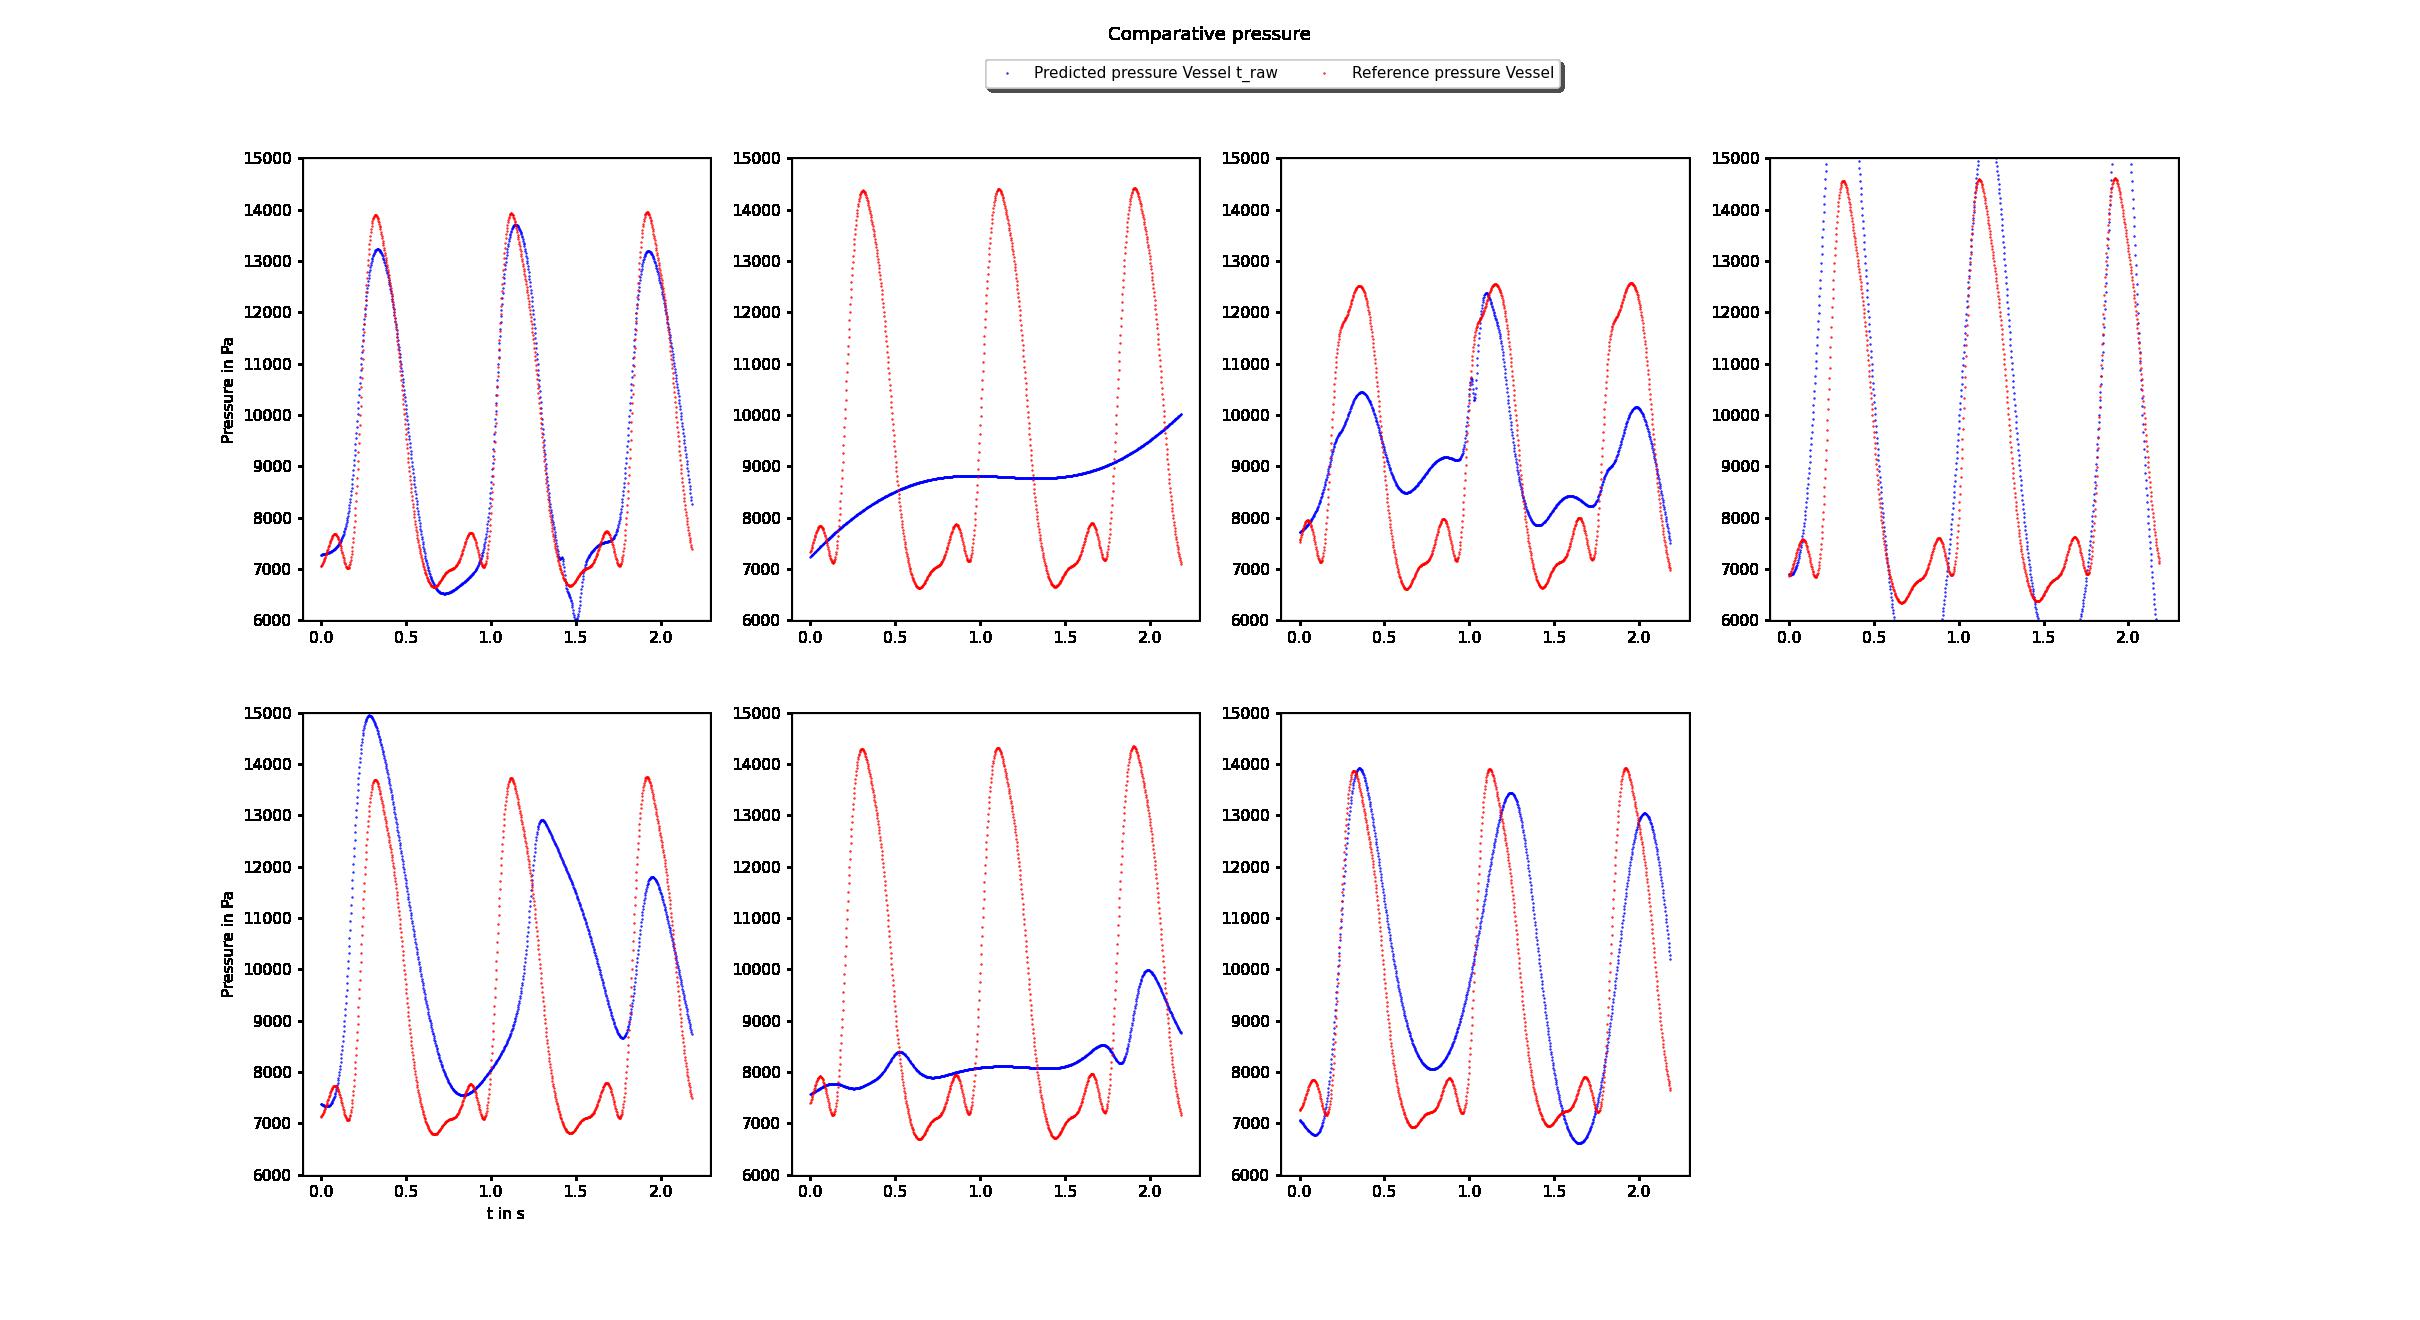 Comparative pressure
Predicted pressure Vessel t_raw Reference pressure Vessel
15000 15000 15000 15000
14000 14000 14000 14000
13000 13000 13000 13000
12000 12000 12000 12000
11000 11000 11000 11000
Pressure in Pa
10000 10000 10000 10000
9000 9000 9000 9000
8000 8000 8000 8000
7000 7000 7000 7000
6000 6000 6000 6000
0.0 0.5 1.0 1.5 2.0 0.0 0.5 1.0 1.5 2.0 0.0 0.5 1.0 1.5 2.0 0.0 0.5 1.0 1.5 2.0
15000 15000 15000
14000 14000 14000
13000 13000 13000
12000 12000 12000
11000 11000 11000
Pressure in Pa
10000 10000 10000
9000 9000 9000
8000 8000 8000
7000 7000 7000
6000 6000 6000
0.0 0.5 1.0 1.5 2.0 0.0 0.5 1.0 1.5 2.0 0.0 0.5 1.0 1.5 2.0
t in s